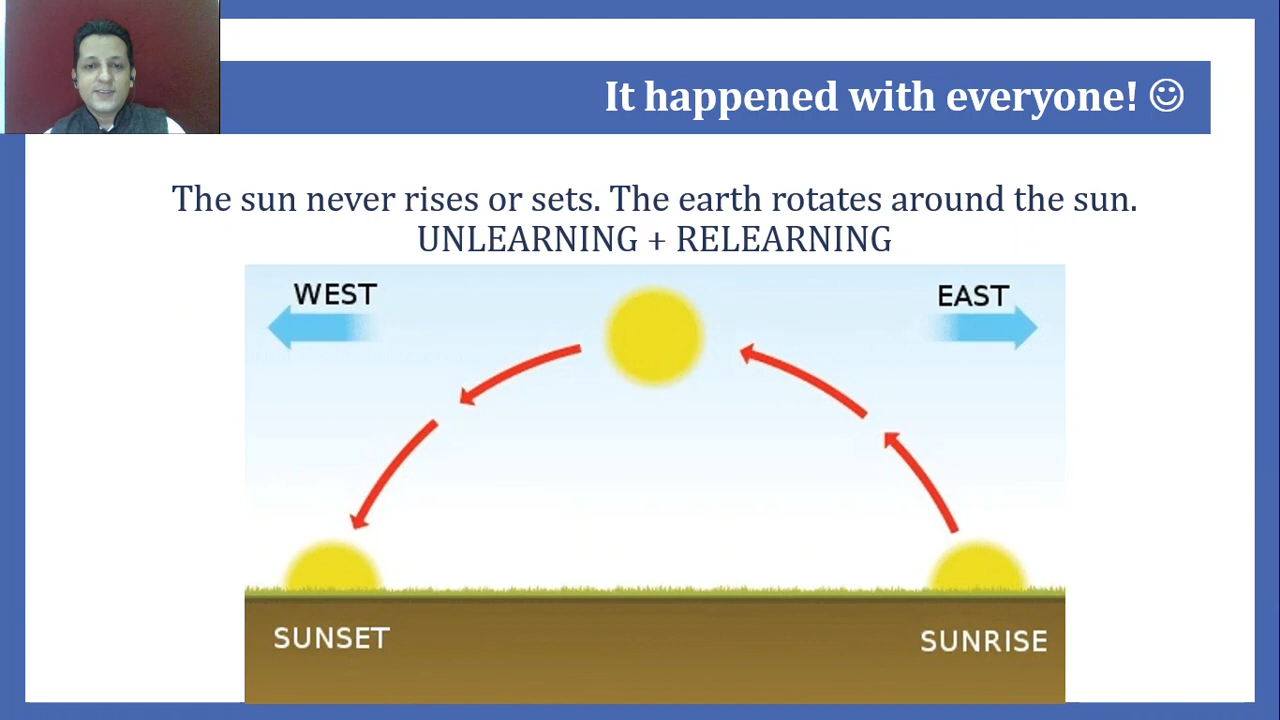 It happened with everyone! ☺
The sun never rises or sets. The earth rotates around the sun.
UNLEARNING + RELEARNING
WEST
EAST
SUNSET
SUNRISE